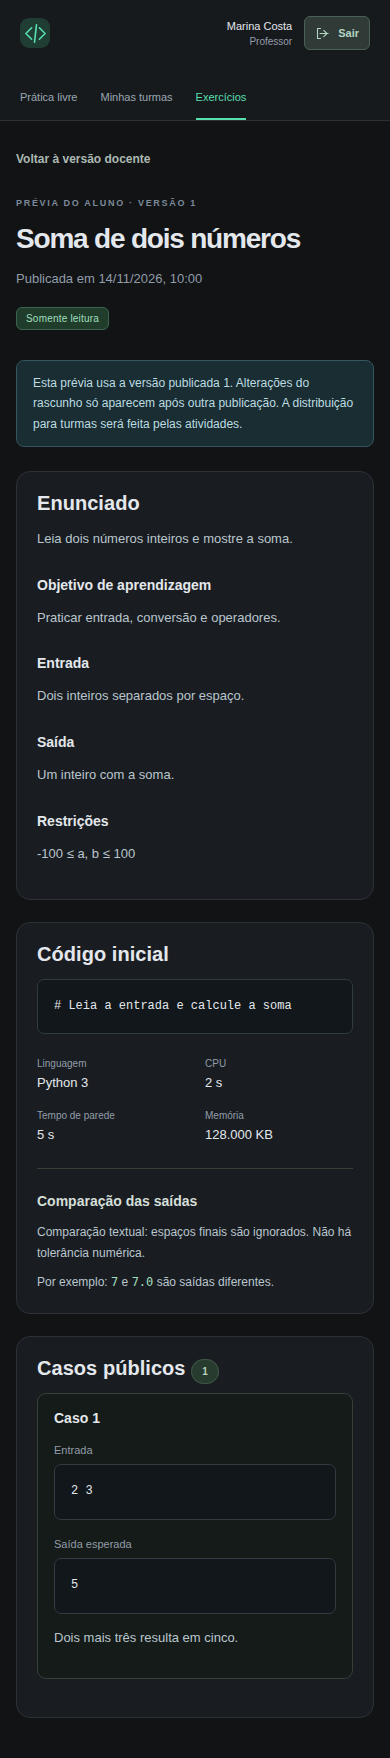 </>
Marina Costa
Professor
Sair
Prática livre
Minhas turmas
Exercícios
Voltar à versão docente
PRÉVIA DO ALUNO · VERSÃO 1
Soma de dois números
Publicada em 14/11/2026, 10:00
Somente leitura
Esta prévia usa a versão publicada 1. Alterações do
rascunho só aparecem após outra publicação. A distribuição
para turmas será feita pelas atividades.
Enunciado
Leia dois números inteiros e mostre a soma.
Objetivo de aprendizagem
Praticar entrada, conversão e operadores.
Entrada
Dois inteiros separados por espaço.
Saída
Um inteiro com a soma.
Restrições
-100 ≤ a, b ≤ 100
Código inicial
# Leia a entrada e calcule a soma
Linguagem
Python 3
CPU
2 s
Tempo de parede
5 s
Memória
128.000 KB
Comparação das saídas
Comparação textual: espaços finais são ignorados. Não há
tolerância numérica.
Por exemplo: 7 e 7.0 são saídas diferentes.
Casos públicos 1
Caso 1
Entrada
2 3
Saída esperada
5
Dois mais três resulta em cinco.